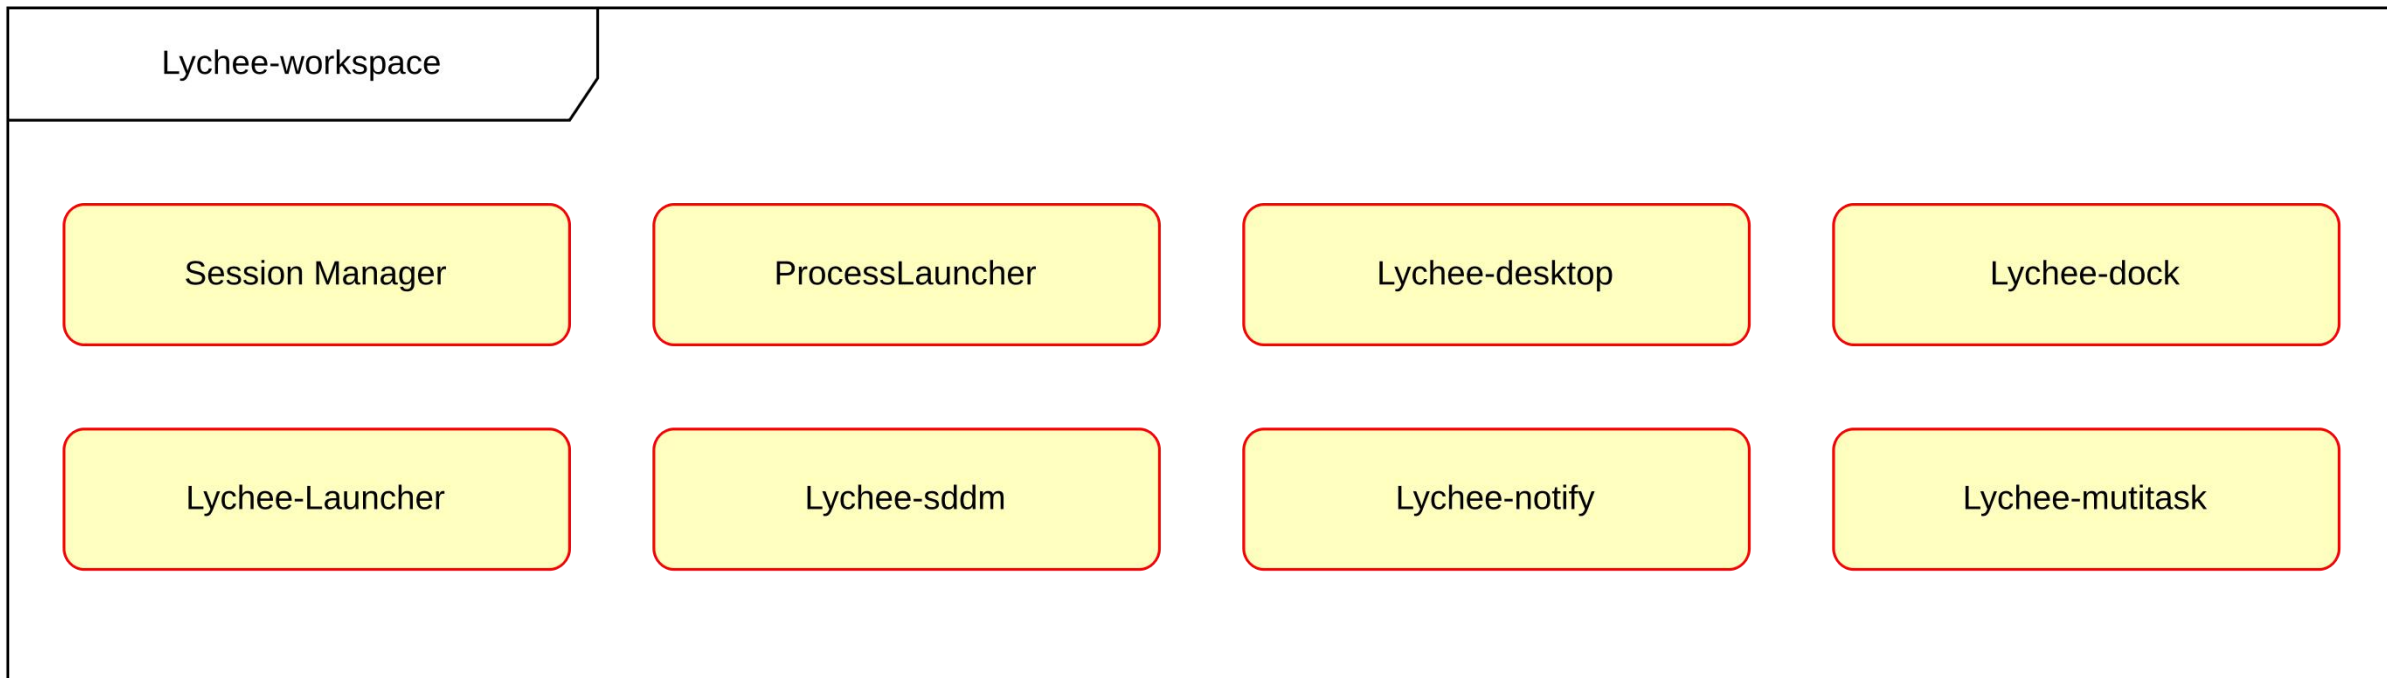 Lychee-workspace
Session Manager
ProcessLauncher
Lychee-desktop
Lychee-dock
Lychee-Launcher
Lychee-sddm
Lychee-notify
Lychee-mutitask